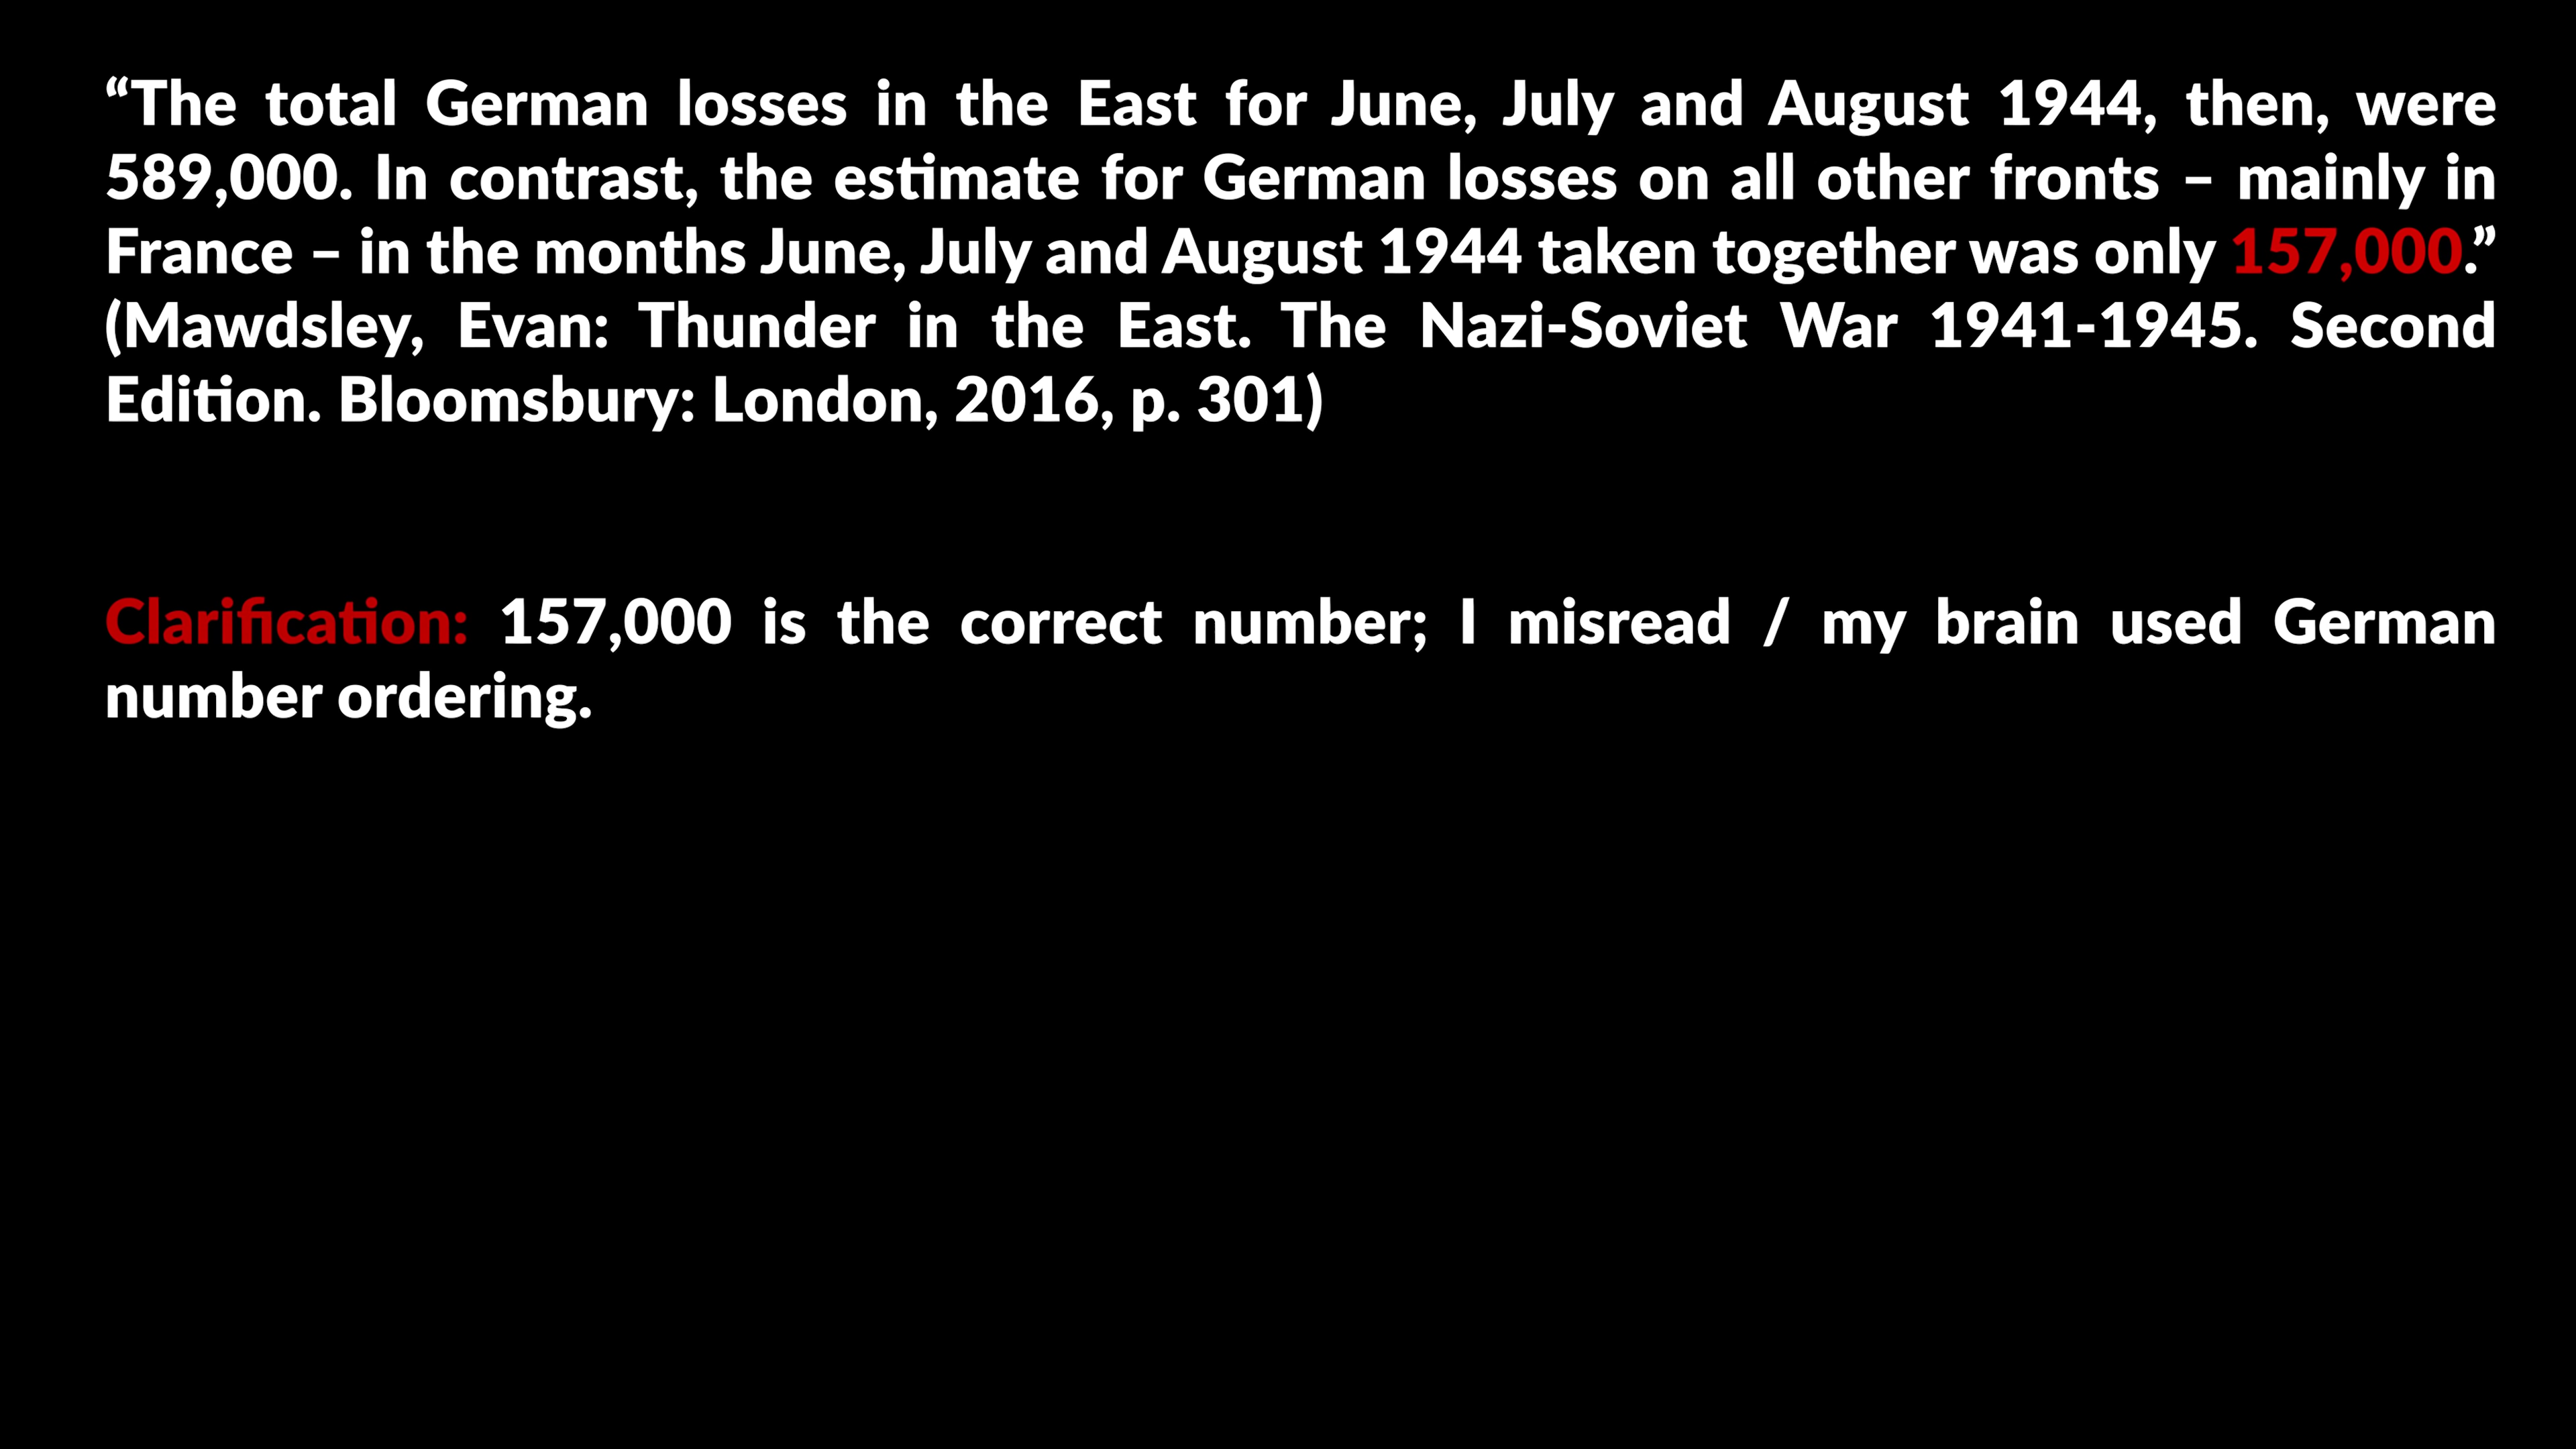 “The total German losses in the East for June, July and August 1944, then, were
589,000. In contrast, the estimate for German losses on all other fronts – mainly in
France – in the months June, July and August 1944 taken together was only 157,000.”
(Mawdsley, Evan: Thunder in the East. The Nazi-Soviet War 1941-1945. Second
Edition. Bloomsbury: London, 2016, p. 301)
Clarification: 157,000 is the correct number; I misread / my brain used German
number ordering.